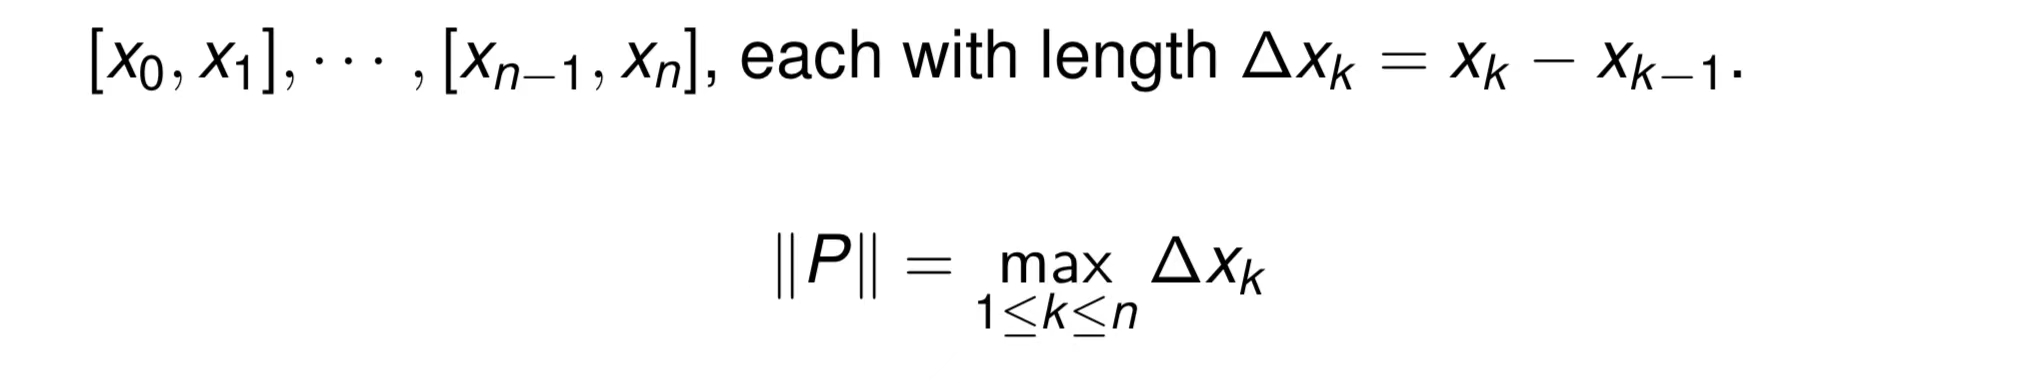 [x₀, x₁], ⋯ , [xₙ₋₁, xₙ], each with length Δxₖ = xₖ − xₖ₋₁.
‖P‖ = max Δxₖ
1≤k≤n